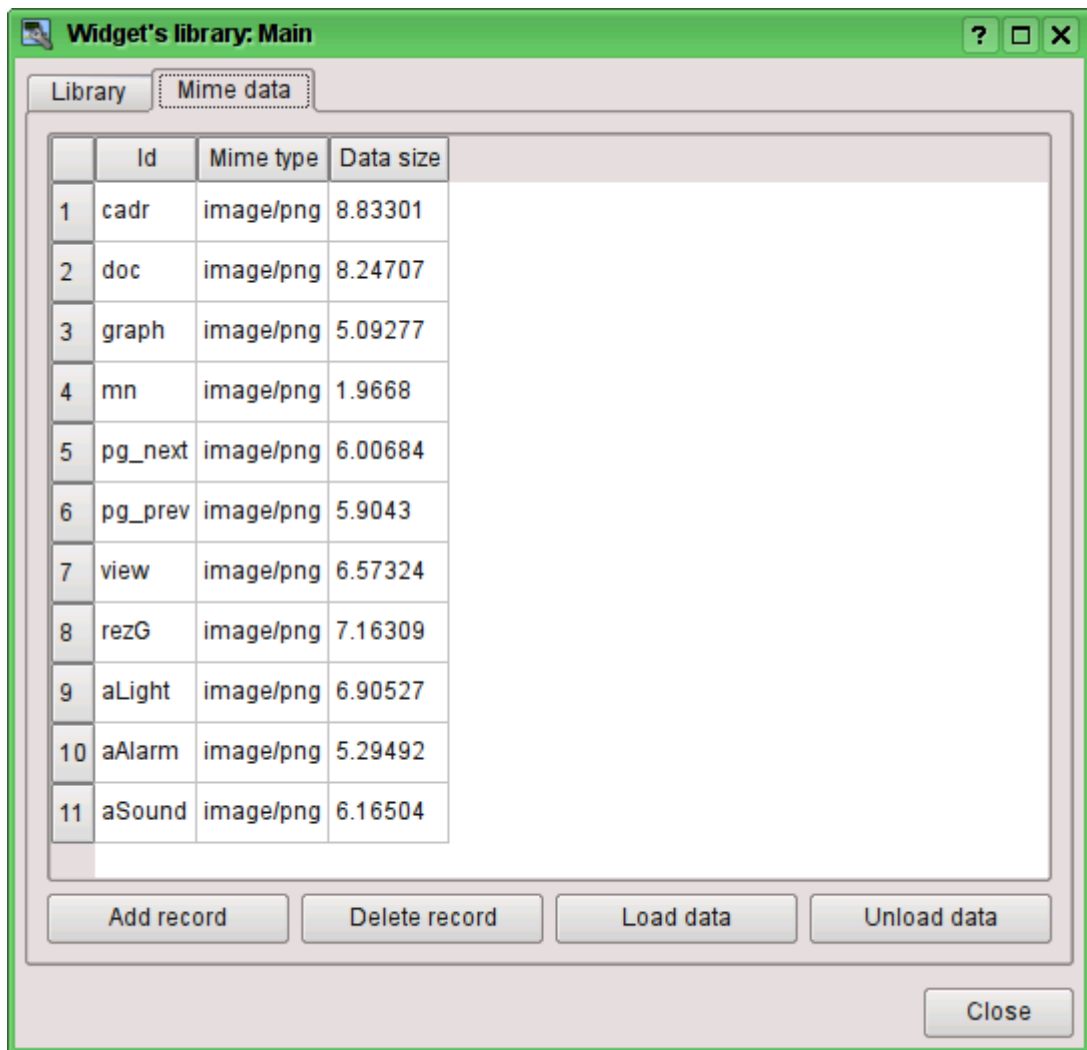 Widget's library: Main ?
Library Mime data
Id Mime type Data size
1 cadr image/png 8.83301
2 doc image/png 8.24707
3 graph image/png 5.09277
4 mn image/png 1.9668
5 pg_next image/png 6.00684
6 pg_prev image/png 5.9043
7 view image/png 6.57324
8 rezG image/png 7.16309
9 aLight image/png 6.90527
10 aAlarm image/png 5.29492
11 aSound image/png 6.16504
Add record Delete record Load data Unload data
Close